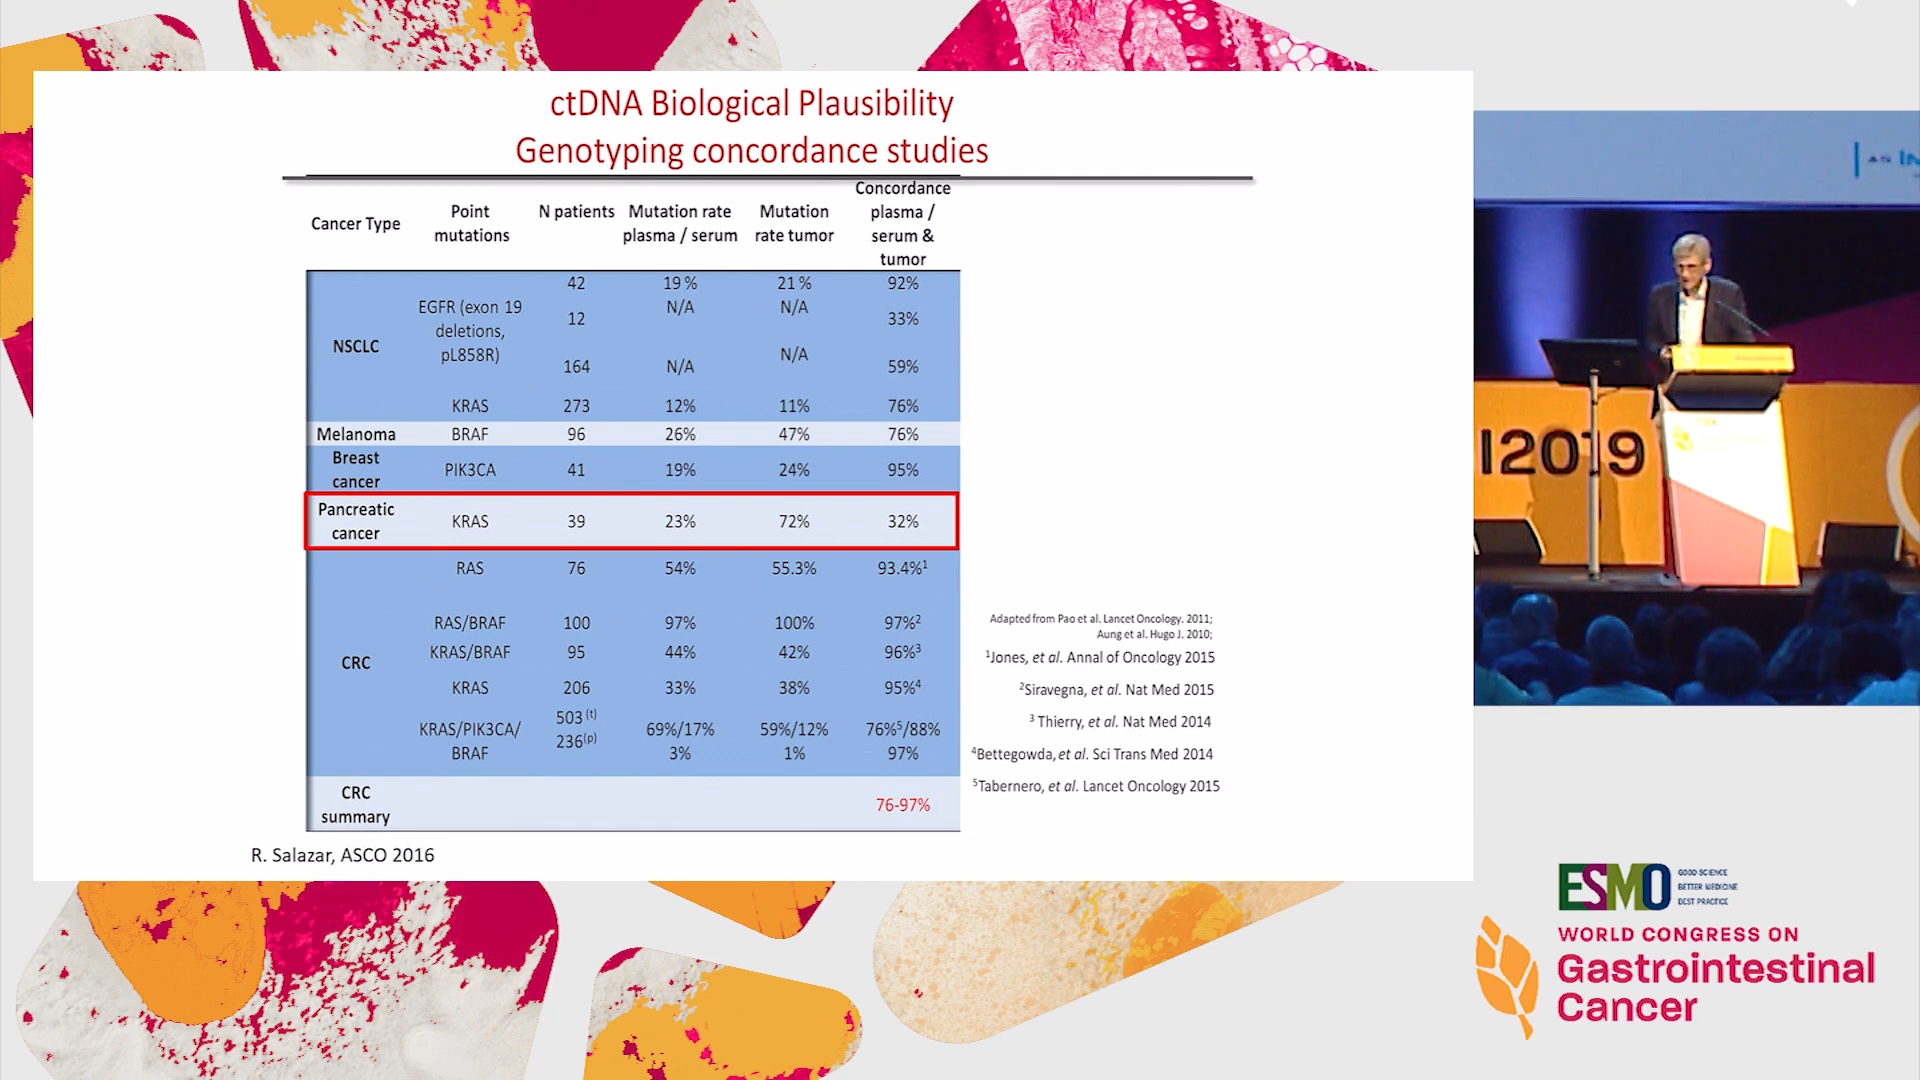 ctDNA Biological Plausibility
Genotyping concordance studies
Cancer Type
Point
mutations
N patients
Mutation rate
plasma / serum
Mutation
rate tumor
Concordance
plasma /
serum &
tumor
NSCLC
EGFR (exon 19
deletions,
pL858R)
42 19 % 21 % 92%
12 N/A N/A 33%
164 N/A N/A 59%
KRAS 273 12% 11% 76%
Melanoma BRAF 96 26% 47% 76%
Breast
cancer
PIK3CA 41 19% 24% 95%
Pancreatic
cancer
KRAS 39 23% 72% 32%
CRC
RAS 76 54% 55.3% 93.4%1
RAS/BRAF 100 97% 100% 97%2
KRAS/BRAF 95 44% 42% 96%3
KRAS 206 33% 38% 95%4
KRAS/PIK3CA/
BRAF
503 (t)
236(p)
69%/17%
3%
59%/12%
1%
76%5/88%
97%
CRC
summary
76-97%
Adapted from Pao et al. Lancet Oncology. 2011;
Aung et al. Hugo J. 2010;
1Jones, et al. Annal of Oncology 2015
2Siravegna, et al. Nat Med 2015
3 Thierry, et al. Nat Med 2014
4Bettegowda, et al. Sci Trans Med 2014
5Tabernero, et al. Lancet Oncology 2015
R. Salazar, ASCO 2016
AS IN
I2019
ESMO
GOOD SCIENCE
BETTER MEDICINE
BEST PRACTICE
WORLD CONGRESS ON
Gastrointestinal
Cancer